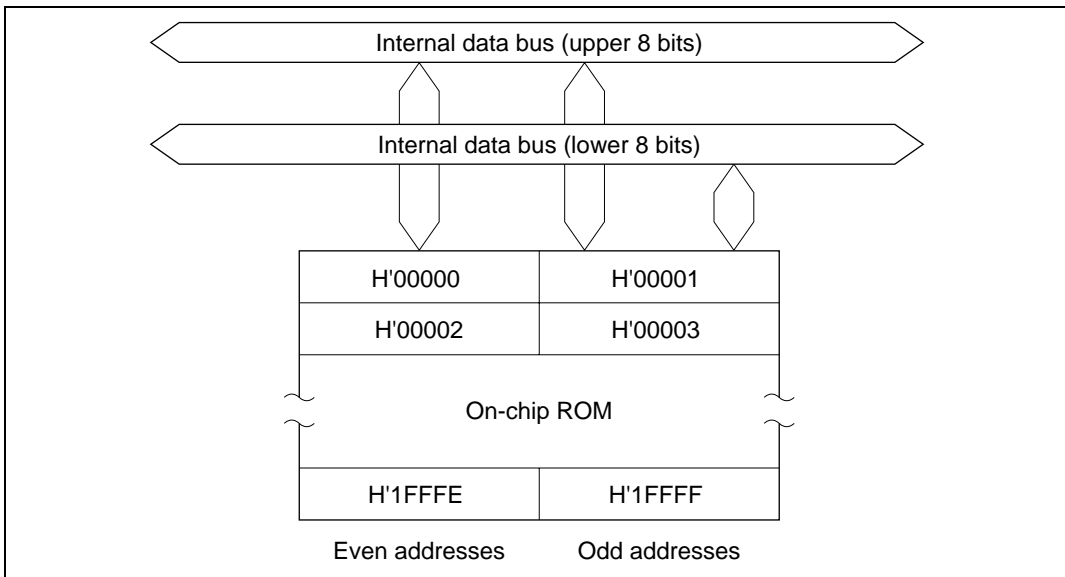 Internal data bus (upper 8 bits)
Internal data bus (lower 8 bits)
H'00000 H'00001
H'00002 H'00003
On-chip ROM
H'1FFFE H'1FFFF
Even addresses Odd addresses